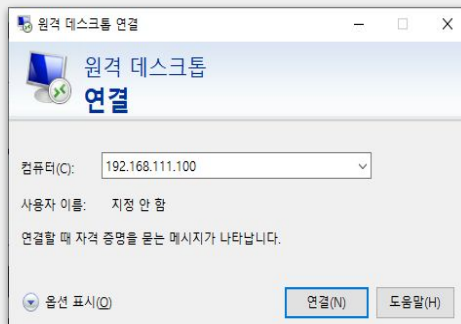 원격 데스크톱 연결
원격 데스크톱
연결
컴퓨터(C): 192.168.111.100
사용자 이름: 지정 안 함
연결할 때 자격 증명을 묻는 메시지가 나타납니다.
옵션 표시(O) 연결(N) 도움말(H)